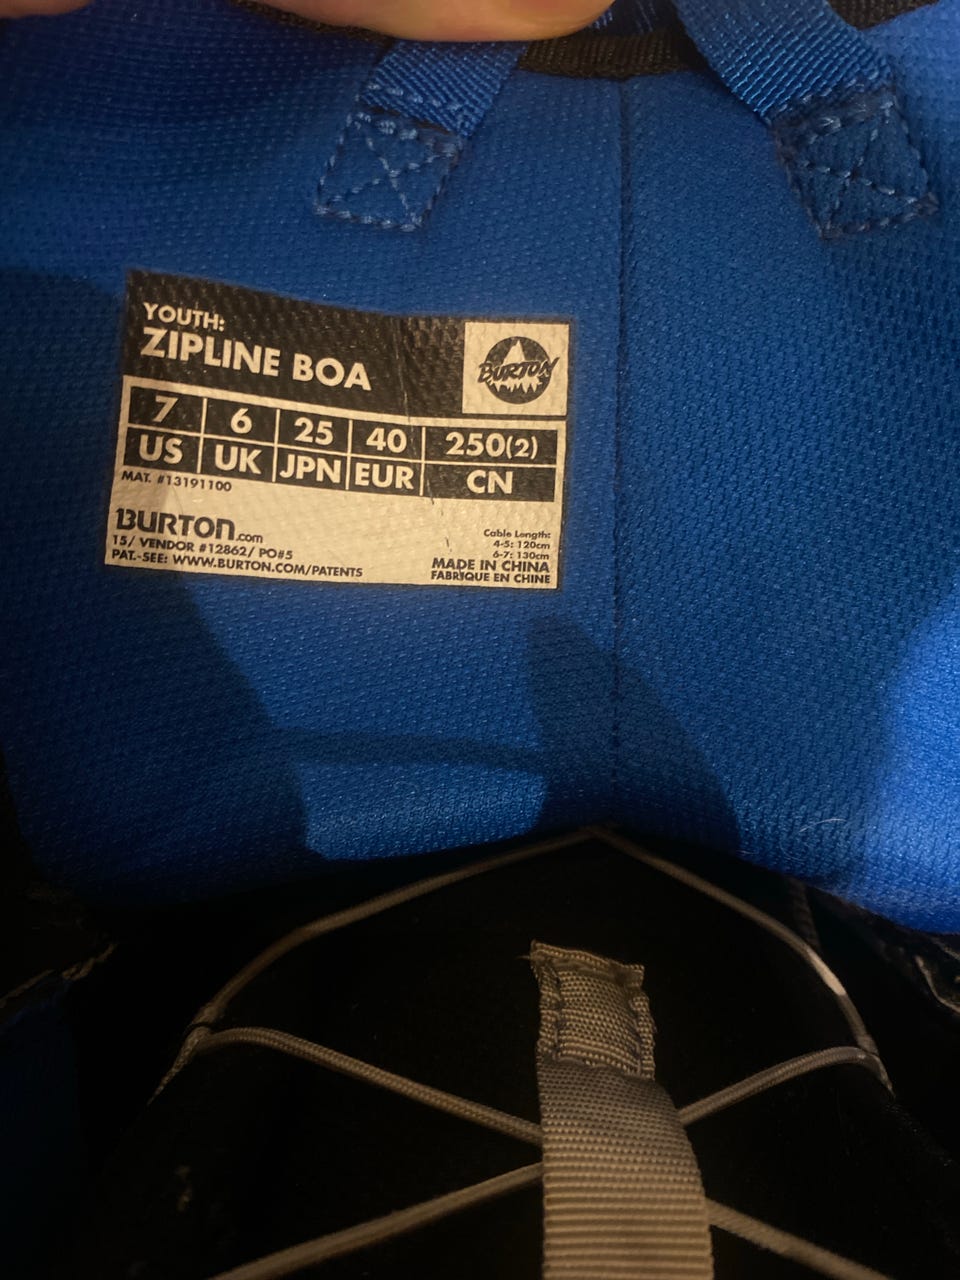 YOUTH:
ZIPLINE BOA
BURTON
7 6 25 40 250(2)
US UK JPN EUR CN
MAT. #13191100
BURTON.com
15/ VENDOR #12862/ PO#5
PAT.-SEE: WWW.BURTON.COM/PATENTS
Cable Length:
4-5: 120cm
6-7: 130cm
MADE IN CHINA
FABRIQUE EN CHINE